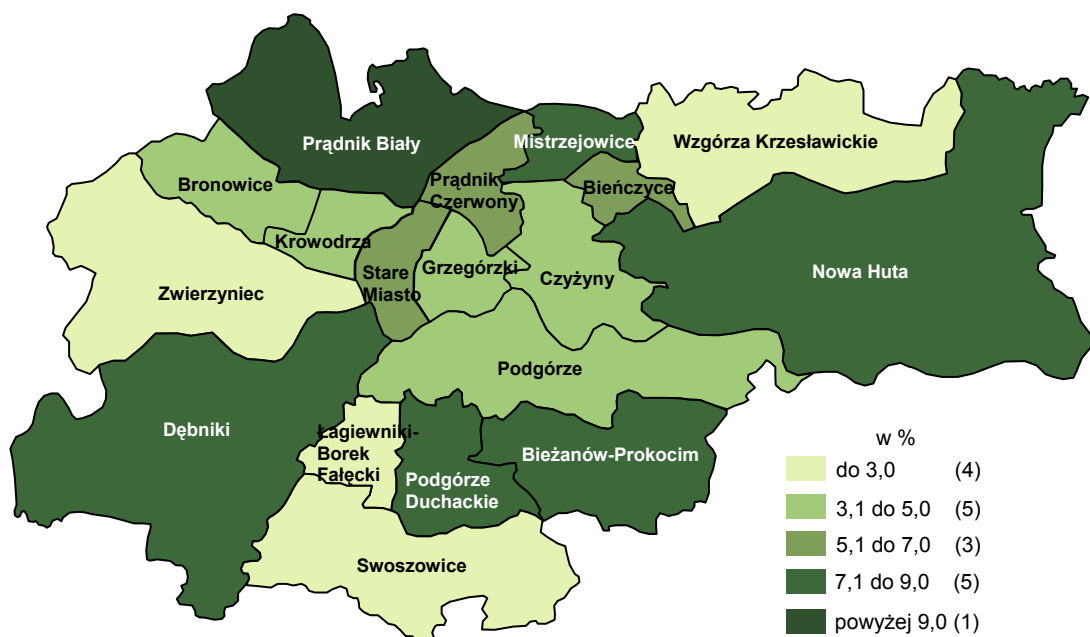 Prądnik Biały
Mistrzejowice
Wzgórza Krzesławickie
Bronowice
Prądnik
Czerwony
Bieńczyce
Krowodrza
Stare
Miasto
Grzegórzki
Czyżyny
Nowa Huta
Zwierzyniec
Podgórze
Dębniki
Łagiewniki-
Borek
Fałęcki
Podgórze
Duchackie
Bieżanów-Prokocim
Swoszowice
w %
do 3,0 (4)
3,1 do 5,0 (5)
5,1 do 7,0 (3)
7,1 do 9,0 (5)
powyżej 9,0 (1)